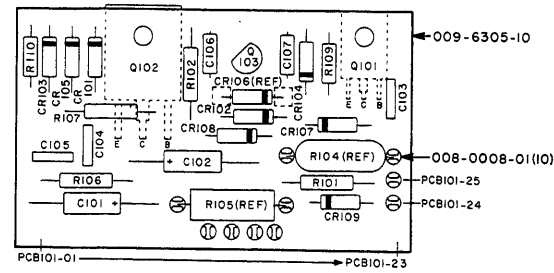 009-6305-10
R110
CR103
CR105
CR101
Q102
R102
C106
Q103
C107
R109
Q101
C103
CR106(REF)
CR104
CR102
R107
CR108
CR107
E
C
B
E
C
B
C105
C104
C102
+
R104(REF)
008-0008-01(10)
R106
R101
PCB101-25
C101
+
R105(REF)
CR109
PCB101-24
PCB101-01
PCB101-23